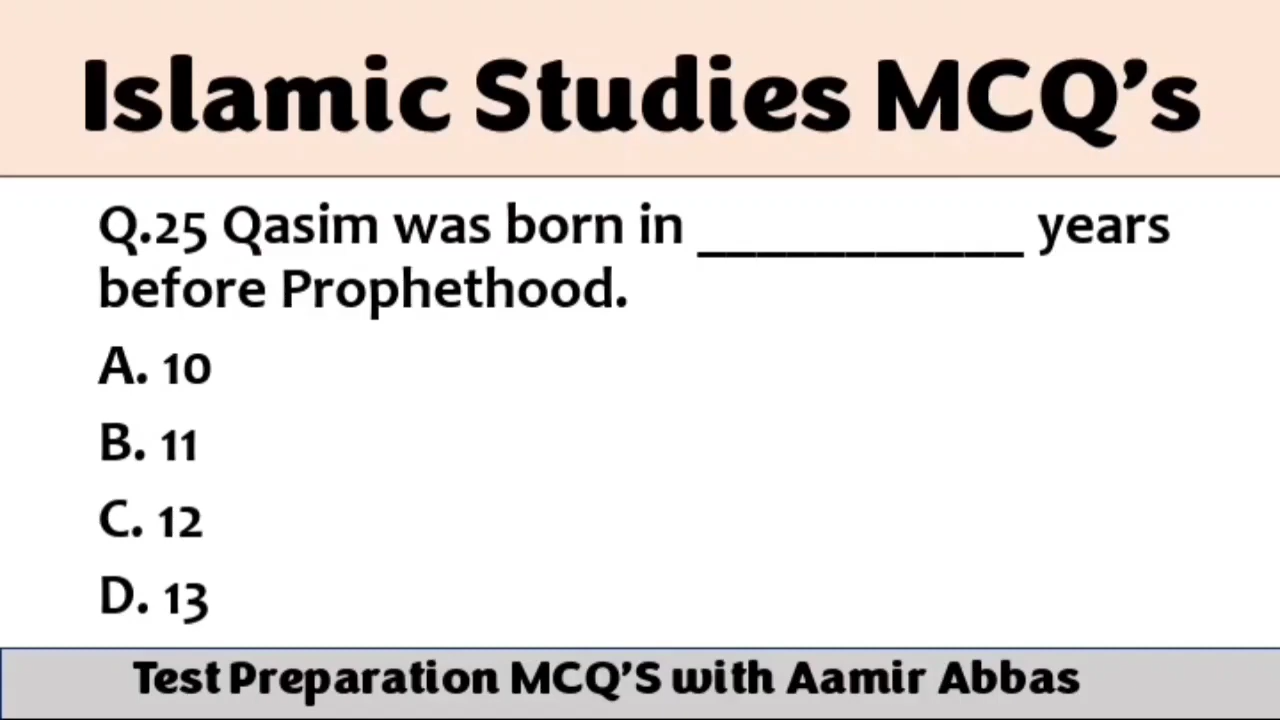 Islamic Studies MCQ’s
Q.25 Qasim was born in ___________ years
before Prophethood.
A. 10
B. 11
C. 12
D. 13
Test Preparation MCQ’S with Aamir Abbas